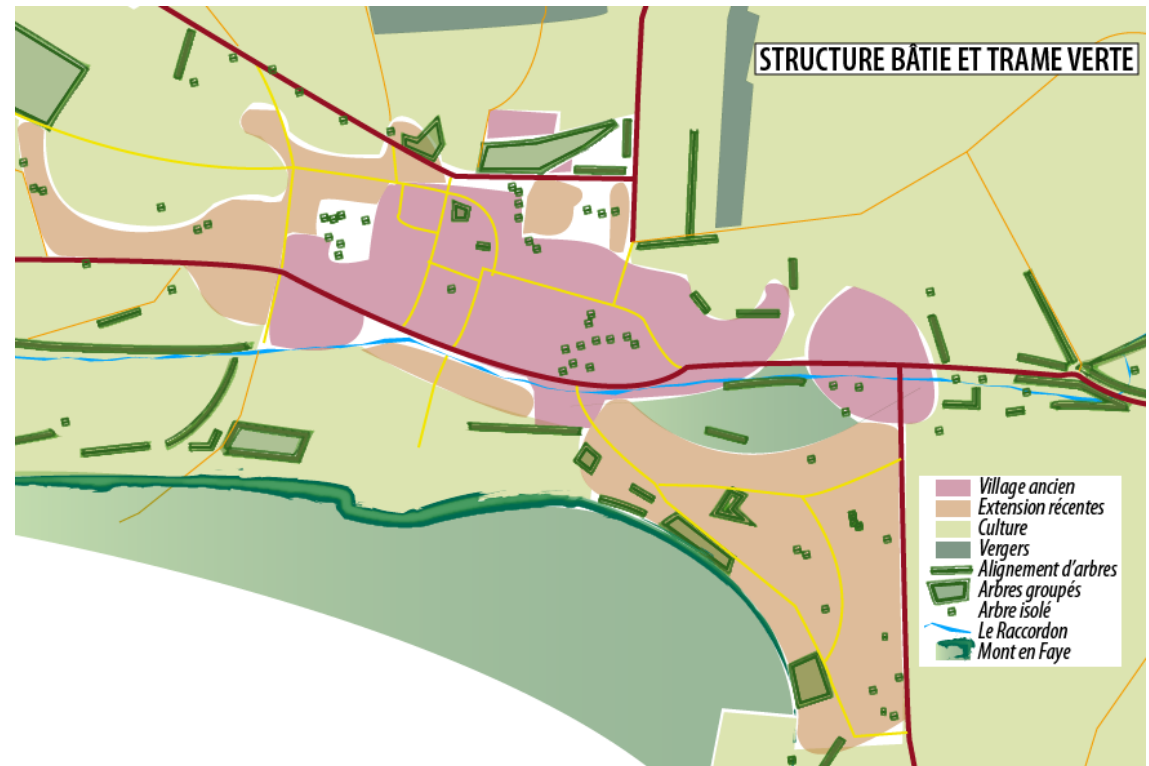 STRUCTURE BÂTIE ET TRAME VERTE
Village ancien
Extension récentes
Culture
Vergers
Alignement d'arbres
Arbres groupés
Arbre isolé
Le Raccordon
Mont en Faye